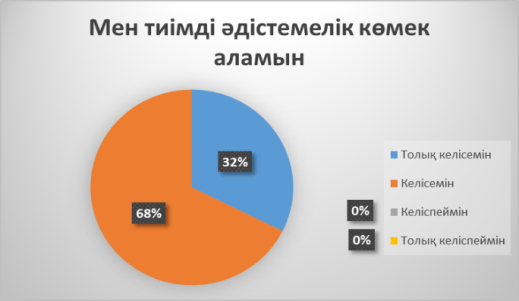 Мен тиімді әдістемелік көмек
аламын
32%
68%
0%
0%
Толық келісемін
Келісемін
Келіспеймін
Толық келіспеймін